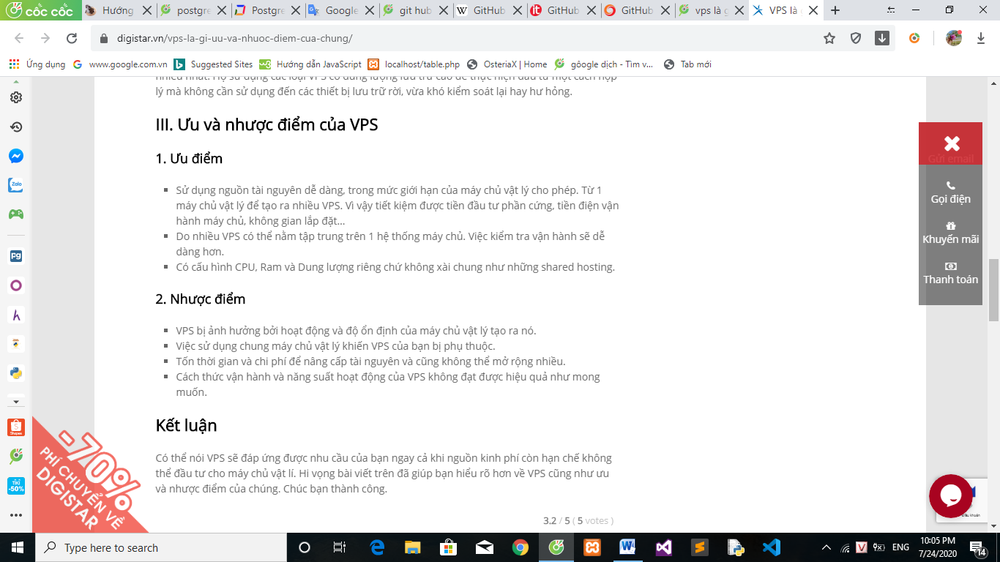 cốc cốc
Hướng
postgre
Postgre
Google
git hub
GitHub
GitHub
GitHub
vps là g
VPS là
digistar.vn/vps-la-gi-uu-va-nhuoc-diem-cua-chung/
Ứng dụng
www.google.com.vn
Suggested Sites
Hướng dẫn JavaScript
localhost/table.php
OsteriaX | Home
gôogle dịch - Tìm v...
Tab mới
nhiều nhất. Họ sử dụng các loại VPS có dung lượng lưu trữ cao để thực hiện đầu tư một cách hợp
lý mà không cần sử dụng đến các thiết bị lưu trữ rời, vừa khó kiểm soát lại hay hư hỏng.
III. Ưu và nhược điểm của VPS
1. Ưu điểm
Sử dụng nguồn tài nguyên dễ dàng, trong mức giới hạn của máy chủ vật lý cho phép. Từ 1
máy chủ vật lý để tạo ra nhiều VPS. Vì vậy tiết kiệm được tiền đầu tư phần cứng, tiền điện vận
hành máy chủ, không gian lắp đặt...
Do nhiều VPS có thể nằm tập trung trên 1 hệ thống máy chủ. Việc kiểm tra vận hành sẽ dễ
dàng hơn.
Có cấu hình CPU, Ram và Dung lượng riêng chứ không xài chung như những shared hosting.
2. Nhược điểm
VPS bị ảnh hưởng bởi hoạt động và độ ổn định của máy chủ vật lý tạo ra nó.
Việc sử dụng chung máy chủ vật lý khiến VPS của bạn bị phụ thuộc.
Tốn thời gian và chi phí để nâng cấp tài nguyên và cũng không thể mở rộng nhiều.
Cách thức vận hành và năng suất hoạt động của VPS không đạt được hiệu quả như mong
muốn.
Kết luận
Có thể nói VPS sẽ đáp ứng được nhu cầu của bạn ngay cả khi nguồn kinh phí còn hạn chế không
thể đầu tư cho máy chủ vật lí. Hi vọng bài viết trên đã giúp bạn hiểu rõ hơn về VPS cũng như ưu
và nhược điểm của chúng. Chúc bạn thành công.
3.2 / 5 ( 5 votes )
Gửi email
Gọi điện
Khuyến mãi
Thanh toán
Zalo
Pg
Shopee
TIKI
-50%
-70%
PHÍ CHUYỂN VỀ
DIGISTAR
Type here to search
ENG
10:05 PM
7/24/2020
14